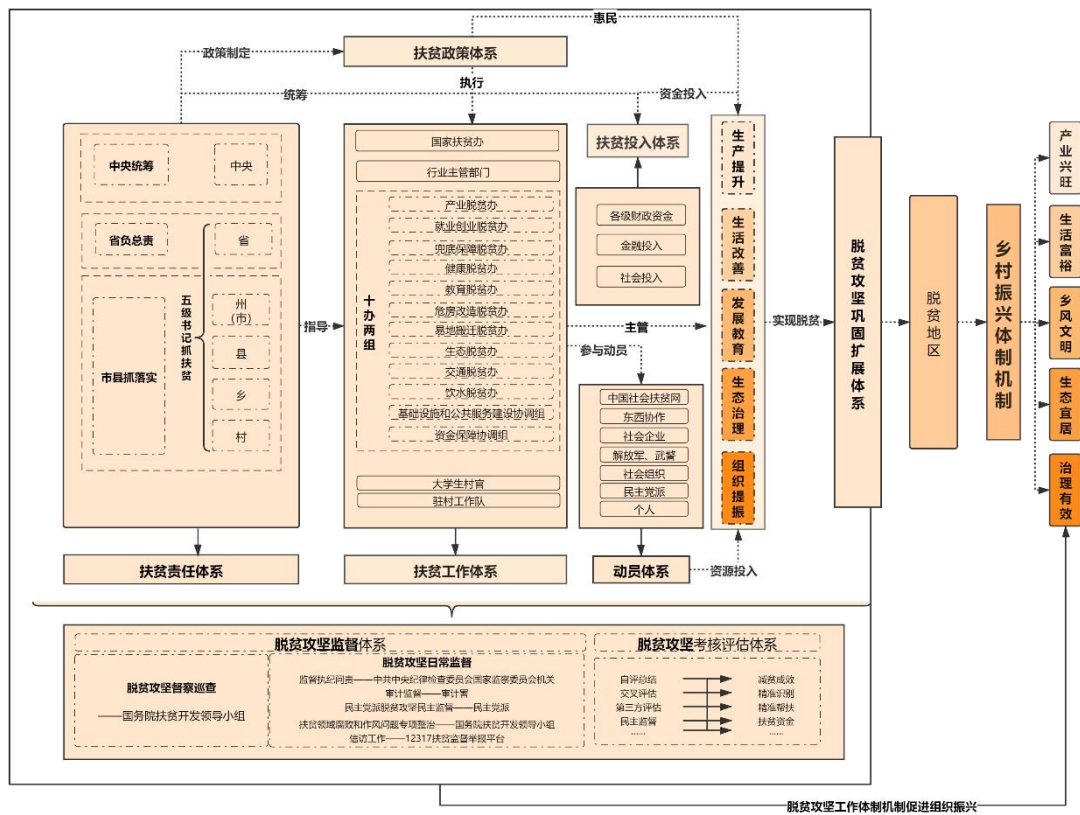 惠民
政策制定
扶贫政策体系
执行
统筹
资金投入
中央统筹
中央
省负总责
省
市县抓落实
五级书记抓扶贫
州
(市)
县
乡
村
指导
扶贫责任体系
国家扶贫办
行业主管部门
十办两组
产业脱贫办
就业创业脱贫办
兜底保障脱贫办
健康脱贫办
教育脱贫办
危房改造脱贫办
易地搬迁脱贫办
生态脱贫办
交通脱贫办
饮水脱贫办
基础设施和公共服务建设协调组
资金保障协调组
大学生村官
驻村工作队
扶贫工作体系
扶贫投入体系
各级财政资金
金融投入
社会投入
主管
参与动员
中国社会扶贫网
东西协作
社会企业
解放军、武警
社会组织
民主党派
个人
动员体系
资源投入
生产提升
生活改善
发展教育
生态治理
组织提振
实现脱贫
脱贫攻坚巩固扩展体系
脱贫地区
乡村振兴体制机制
产业兴旺
生活富裕
乡风文明
生态宜居
治理有效
脱贫攻坚监督体系
脱贫攻坚督察巡查
——国务院扶贫开发领导小组
脱贫攻坚日常监督
监督执纪问责——中共中央纪律检查委员会国家监察委员会机关
审计监督——审计署
民主党派脱贫攻坚民主监督——民主党派
扶贫领域腐败和作风问题专项整治——国务院扶贫开发领导小组
信访工作——12317扶贫监督举报平台
脱贫攻坚考核评估体系
自评总结
减贫成效
交叉评估
精准识别
第三方评估
精准帮扶
民主监督
扶贫资金
......
......
脱贫攻坚工作体制机制促进组织振兴